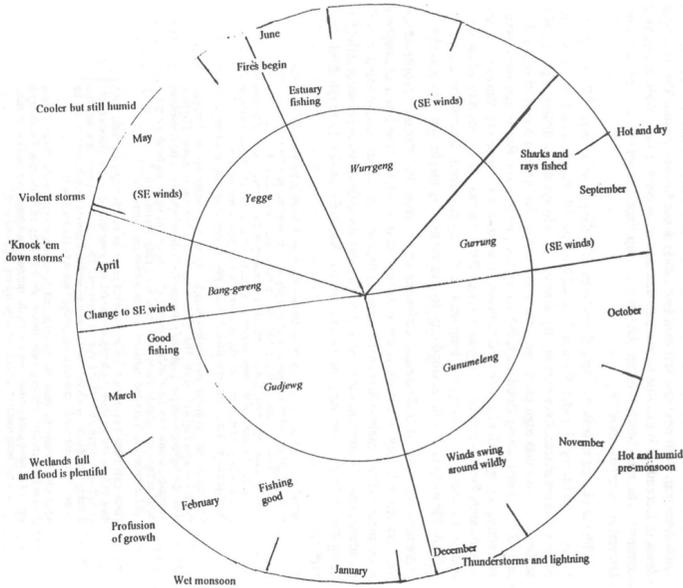 June
Fires begin
Estuary
fishing
(SE winds)
Wurrgeng
Hot and dry
Sharks and
rays fished
September
(SE winds)
Gurrung
October
Gunumeleng
November
Hot and humid
pre-monsoon
Winds swing
around wildly
December
Thunderstorms and lightning
January
Wet monsoon
Fishing
good
February
Profusion
of growth
Gudjewg
Wetlands full
and food is plentiful
March
Good
fishing
Change to SE winds
Bang-gereng
April
'Knock 'em
down storms'
Violent storms
(SE winds)
Yegge
May
Cooler but still humid